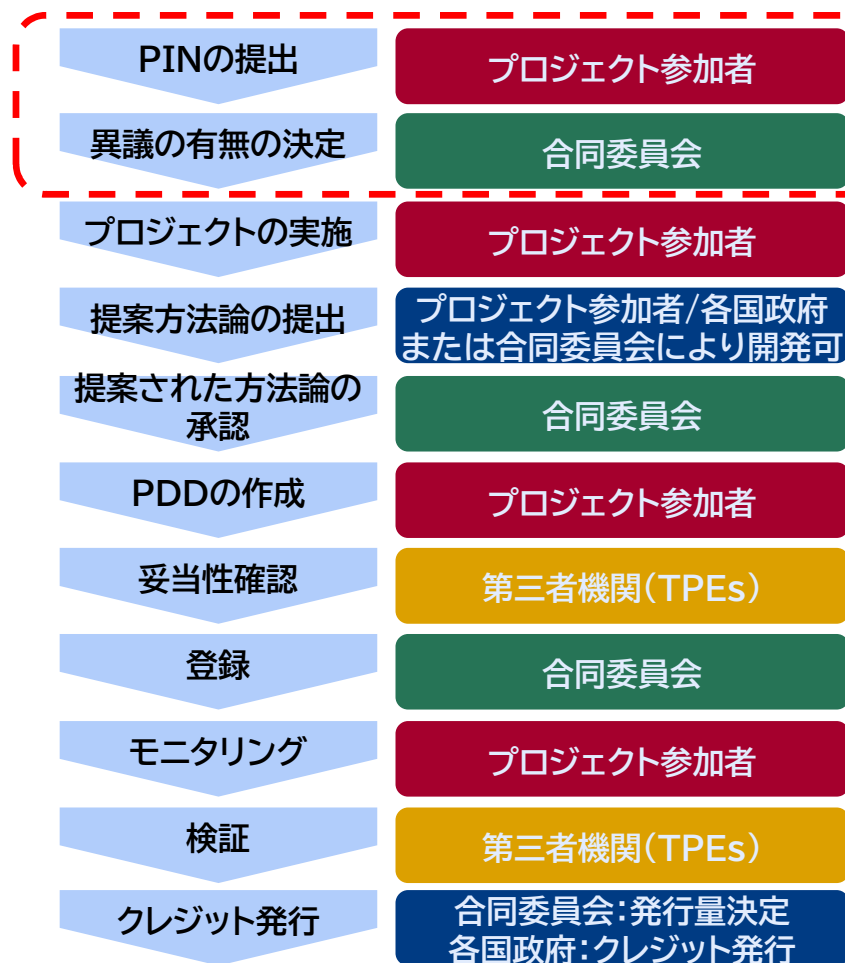 PINの提出
プロジェクト参加者
異議の有無の決定
合同委員会
プロジェクトの実施
プロジェクト参加者
提案方法論の提出
プロジェクト参加者/各国政府
または合同委員会により開発可
提案された方法論の
承認
合同委員会
PDDの作成
プロジェクト参加者
妥当性確認
第三者機関(TPEs)
登録
合同委員会
モニタリング
プロジェクト参加者
検証
第三者機関(TPEs)
クレジット発行
合同委員会:発行量決定
各国政府:クレジット発行